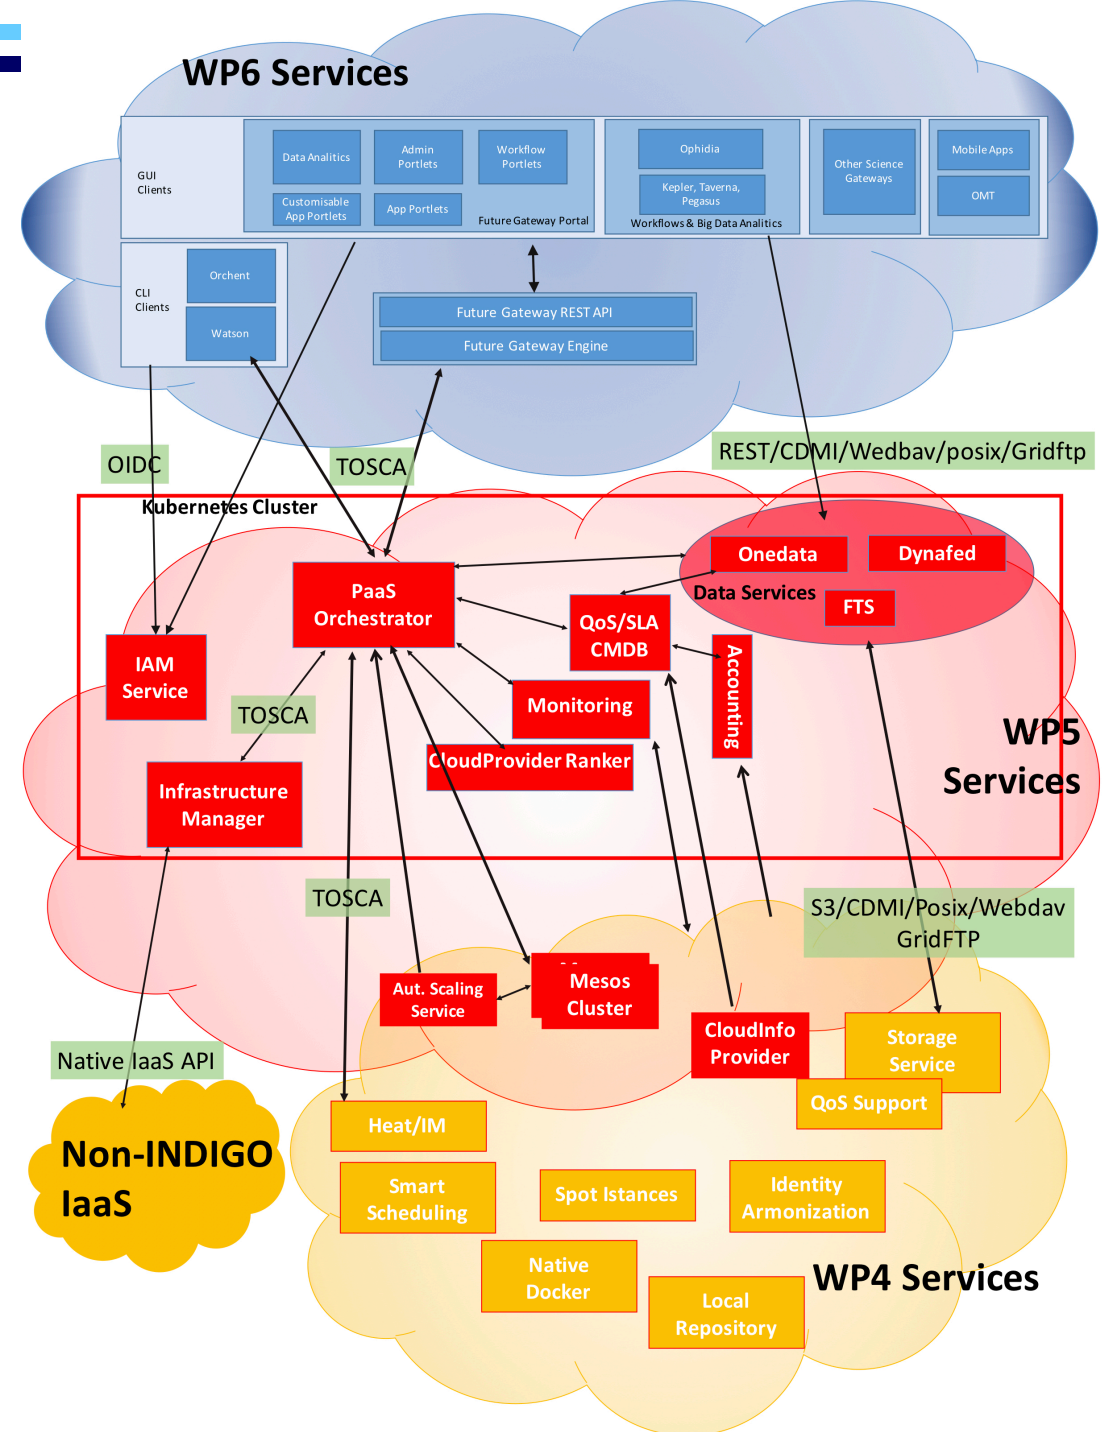 WP6 Services
GUI
Clients
Data Analitics
Admin
Portlets
Workflow
Portlets
Customisable
App Portlets
App Portlets
Future Gateway Portal
Ophidia
Kepler, Taverna,
Pegasus
Workflows & Big Data Analitics
Other Science
Gateways
Mobile Apps
OMT
CLI
Clients
Orchent
Watson
Future Gateway REST API
Future Gateway Engine
OIDC
TOSCA
REST/CDMI/Wedbav/posix/Gridftp
Kubernetes Cluster
PaaS
Orchestrator
Onedata
Dynafed
Data Services
FTS
QoS/SLA
CMDB
IAM
Service
Accounting
TOSCA
Monitoring
CloudProvider Ranker
WP5
Services
Infrastructure
Manager
TOSCA
S3/CDMI/Posix/Webdav
GridFTP
Aut. Scaling
Service
Mesos
Cluster
CloudInfo
Provider
Storage
Service
QoS Support
Native IaaS API
Non-INDIGO
IaaS
Heat/IM
Smart
Scheduling
Spot Istances
Identity
Armonization
Native
Docker
Local
Repository
WP4 Services